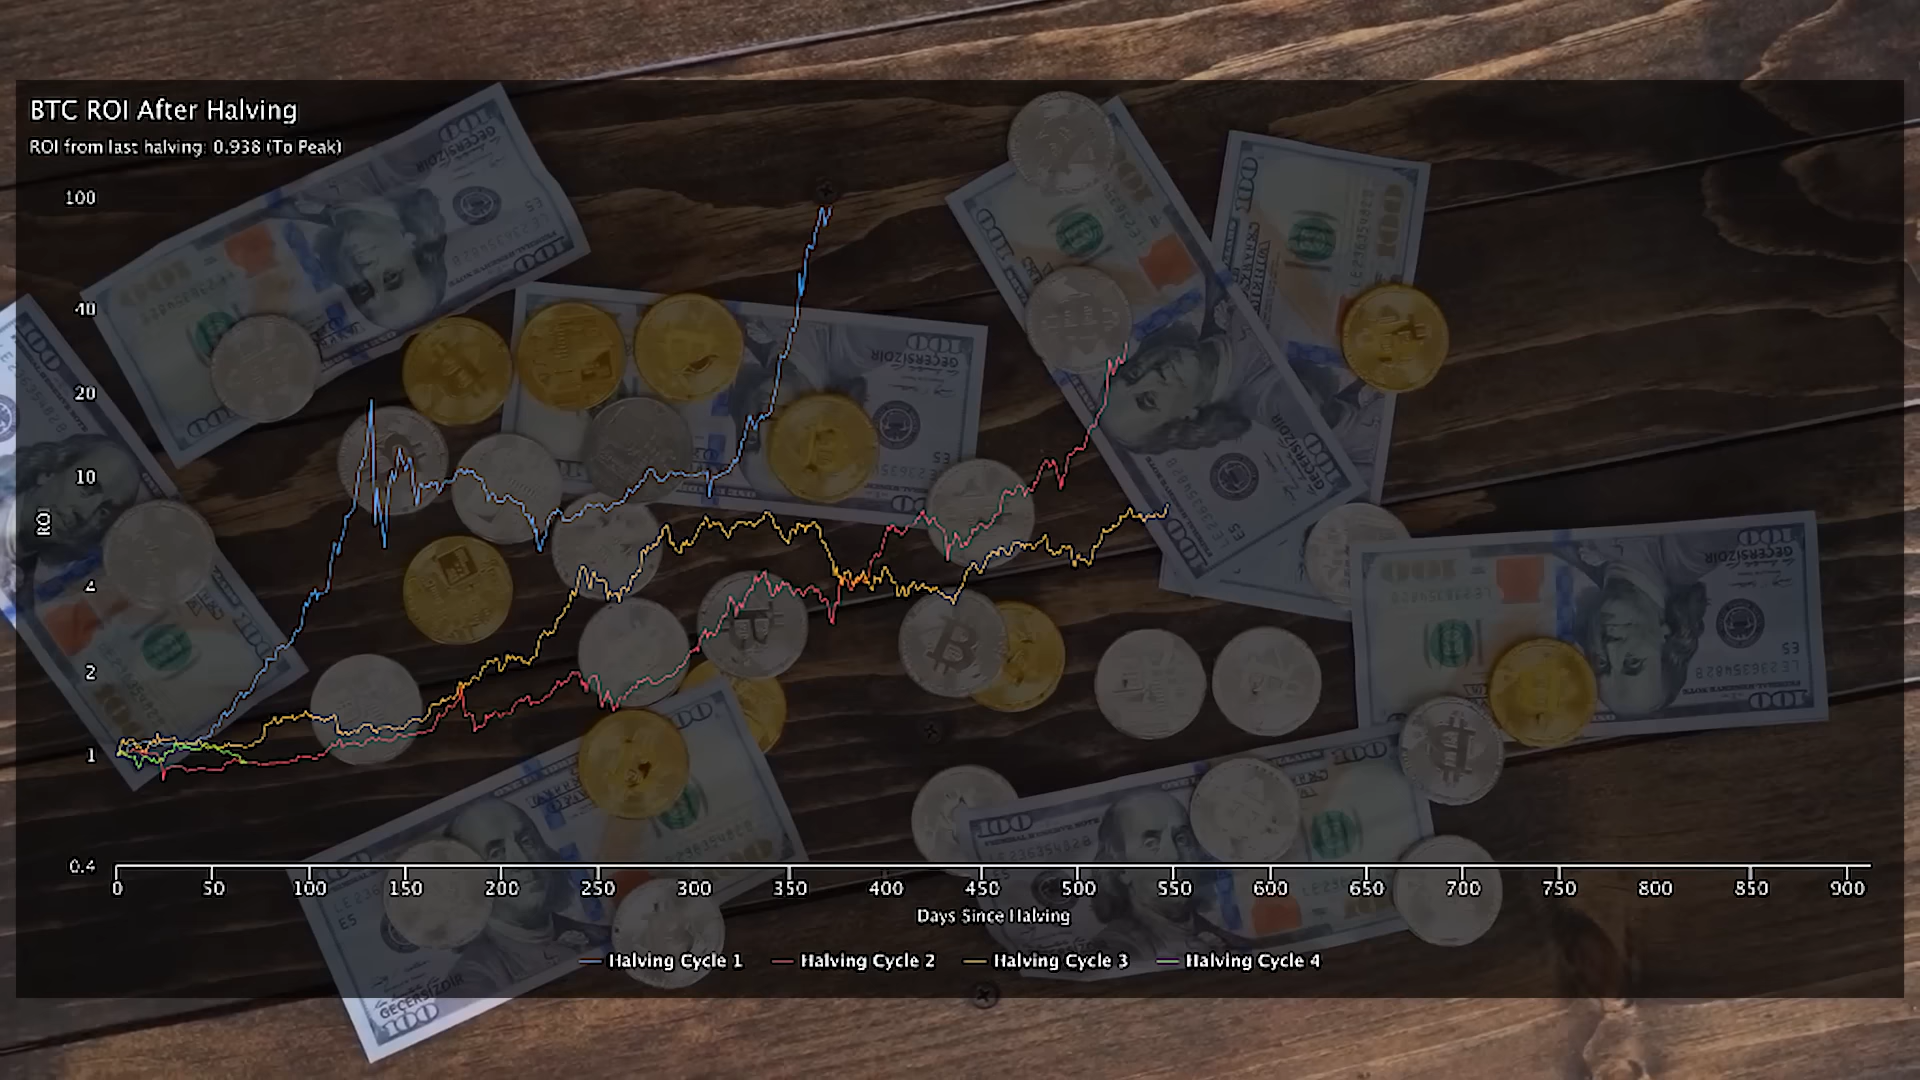 BTC ROI After Halving
ROI from last halving: 0.938 (To Peak)
100
40
20
10
ROI
4
2
1
0.4
0 50 100 150 200 250 300 350 400 450 500 550 600 650 700 750 800 850 900
Days Since Halving
Halving Cycle 1 Halving Cycle 2 Halving Cycle 3 Halving Cycle 4